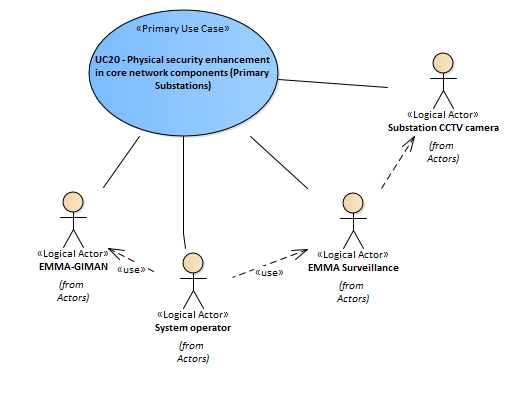 «Primary Use Case»
UC20 - Physical security enhancement
in core network components (Primary
Substations)
«Logical Actor»
Substation CCTV camera
(from
Actors)
«Logical Actor»
EMMA-GIMAN
(from
Actors)
«use»
«Logical Actor»
System operator
(from
Actors)
«use»
«Logical Actor»
EMMA Surveillance
(from
Actors)